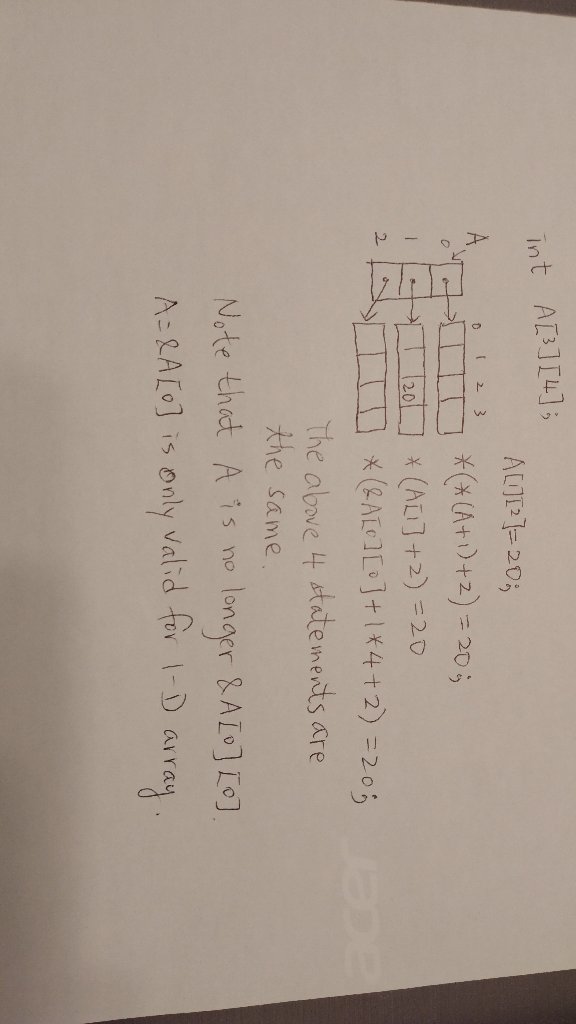 int A[3][4];
A[1][2]=20;
A 0 1 2 3
0 *(*(A+1)+2)=20;
1 20 *(A[1]+2)=20
2 *(&A[0][0]+1*4+2)=20;
acer
The above 4 statements are
the same.
Note that A is no longer &A[0][0].
A=&A[0] is only valid for 1-D array.